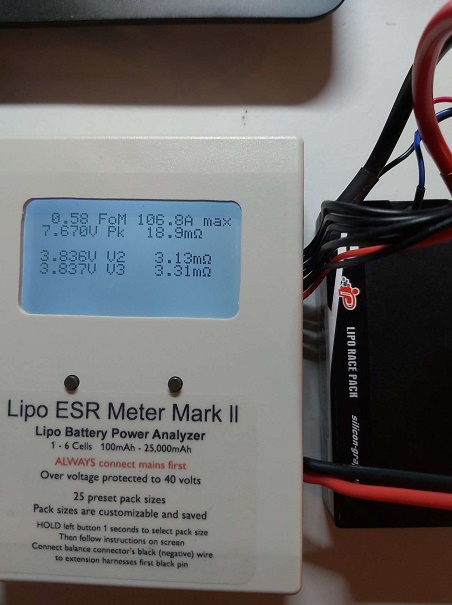 0.58 FoM 106.8A max
7.670V Pk 18.9mΩ
3.836V V2 3.13mΩ
3.837V V3 3.31mΩ
Lipo ESR Meter Mark II
Lipo Battery Power Analyzer
1 - 6 Cells 100mAh - 25,000mAh
ALWAYS connect mains first
Over voltage protected to 40 volts
25 preset pack sizes
Pack sizes are customizable and saved
HOLD left button 1 seconds to select pack size
Then follow instructions on screen
Connect balance connector's black (negative) wire
to extension harnesses first black pin
LIPO RACE PACK